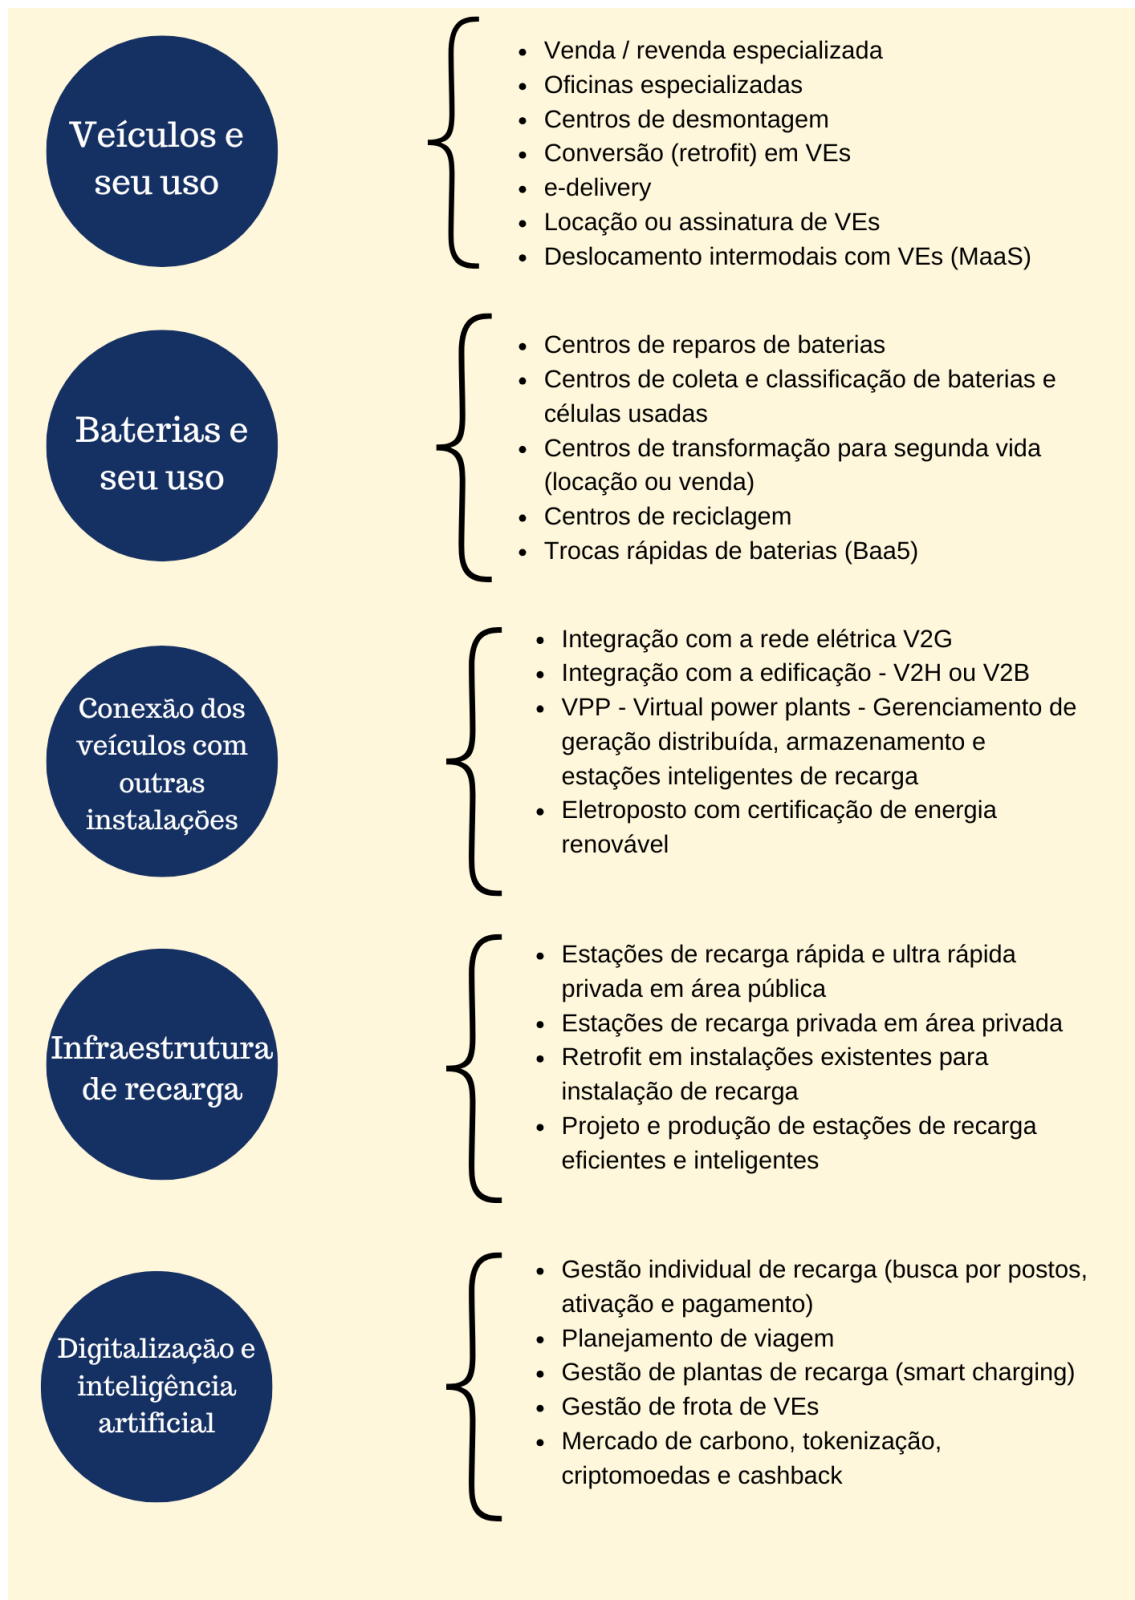 Veículos e
seu uso
Venda / revenda especializada
Oficinas especializadas
Centros de desmontagem
Conversão (retrofit) em VEs
e-delivery
Locação ou assinatura de VEs
Deslocamento intermodais com VEs (MaaS)
Baterias e
seu uso
Centros de reparos de baterias
Centros de coleta e classificação de baterias e
células usadas
Centros de transformação para segunda vida
(locação ou venda)
Centros de reciclagem
Trocas rápidas de baterias (Baa5)
Conexão dos
veículos com
outras
instalações
Integração com a rede elétrica V2G
Integração com a edificação - V2H ou V2B
VPP - Virtual power plants - Gerenciamento de
geração distribuída, armazenamento e
estações inteligentes de recarga
Eletroposto com certificação de energia
renovável
Infraestrutura
de recarga
Estações de recarga rápida e ultra rápida
privada em área pública
Estações de recarga privada em área privada
Retrofit em instalações existentes para
instalação de recarga
Projeto e produção de estações de recarga
eficientes e inteligentes
Digitalização e
inteligência
artificial
Gestão individual de recarga (busca por postos,
ativação e pagamento)
Planejamento de viagem
Gestão de plantas de recarga (smart charging)
Gestão de frota de VEs
Mercado de carbono, tokenização,
criptomoedas e cashback